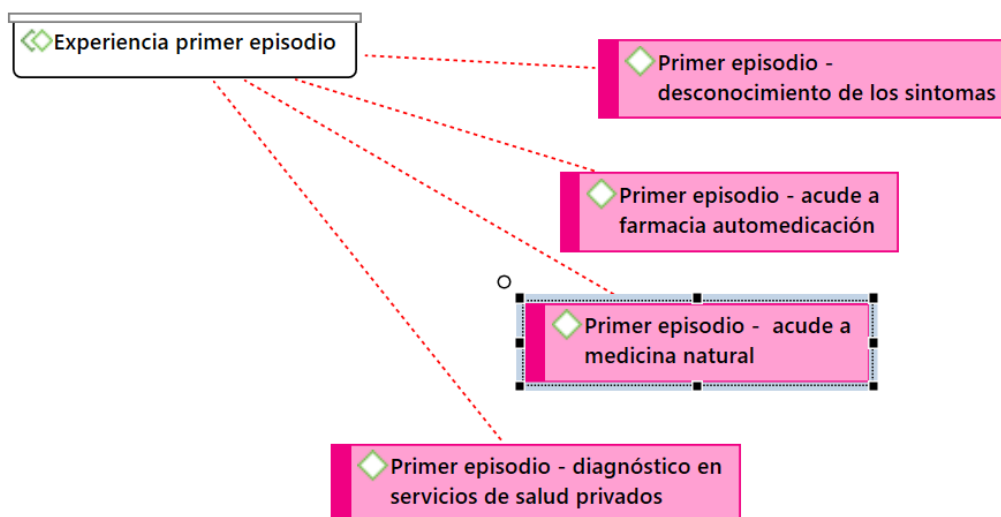 Experiencia primer episodio
Primer episodio -
desconocimiento de los sintomas
Primer episodio - acude a
farmacia automedicación
Primer episodio -  acude a
medicina natural
Primer episodio - diagnóstico en
servicios de salud privados